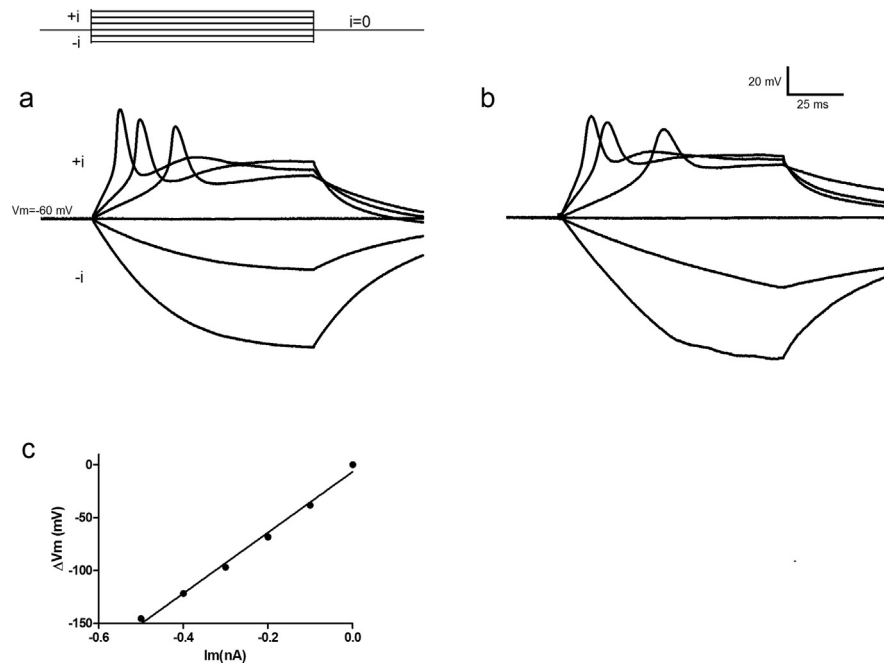 +i
i=0
-i
a
b
20 mV
25 ms
+i
Vm=-60 mV
-i
c
0
-50
-100
-150
ΔVm (mV)
-0.6
-0.4
-0.2
0.0
Im(nA)